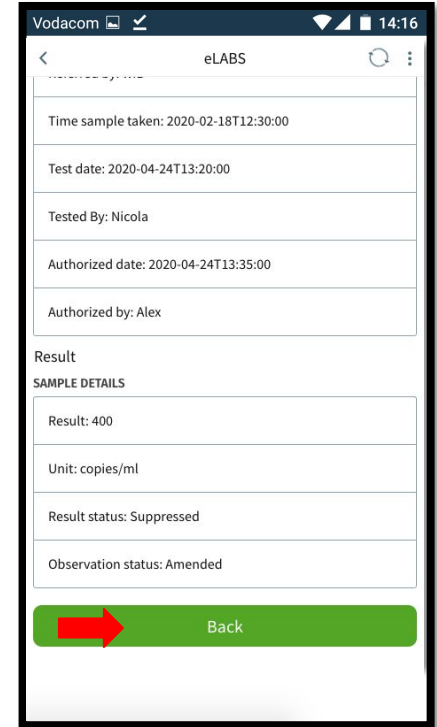 Vodacom 14:16
eLABS
Time sample taken: 2020-02-18T12:30:00
Test date: 2020-04-24T13:20:00
Tested By: Nicola
Authorized date: 2020-04-24T13:35:00
Authorized by: Alex
Result
SAMPLE DETAILS
Result: 400
Unit: copies/ml
Result status: Suppressed
Observation status: Amended
Back